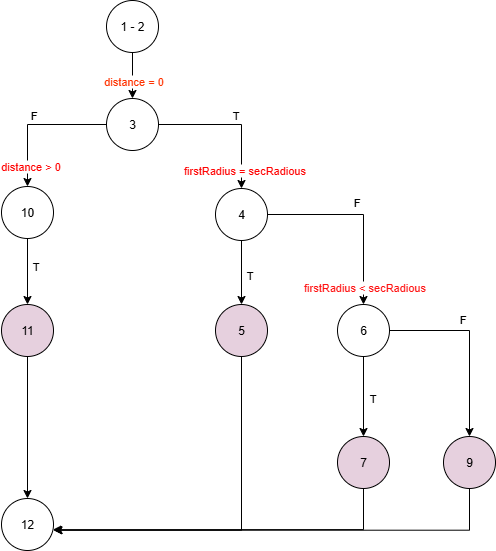 1 - 2
distance = 0
3
F
T
distance > 0
firstRadius = secRadious
10
4
F
T
T
firstRadius < secRadious
11
5
6
F
T
7
9
12